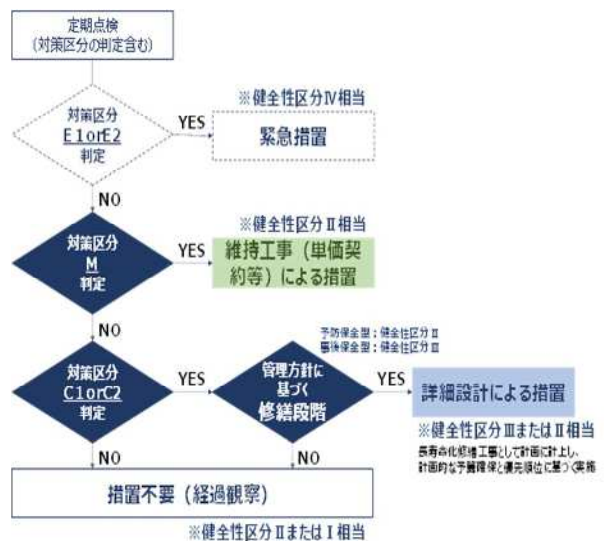 定期点検
(対策区分の判定含む)
対策区分
E1orE2
判定
YES
※健全性区分Ⅳ相当
緊急措置
NO
対策区分
M
判定
YES
※健全性区分Ⅱ相当
維持工事（単価契
約等）による措置
NO
対策区分
C1orC2
判定
YES
予防保全型：健全性区分Ⅱ
事後保全型：健全性区分Ⅲ
管理方針に
基づく
修繕段階
YES
詳細設計による措置
※健全性区分ⅢまたはⅡ相当
長寿命化修繕工事として計画に計上し、
計画的な予算確保と優先順位に基づく実施
NO
NO
措置不要（経過観察）
※健全性区分ⅡまたはⅠ相当